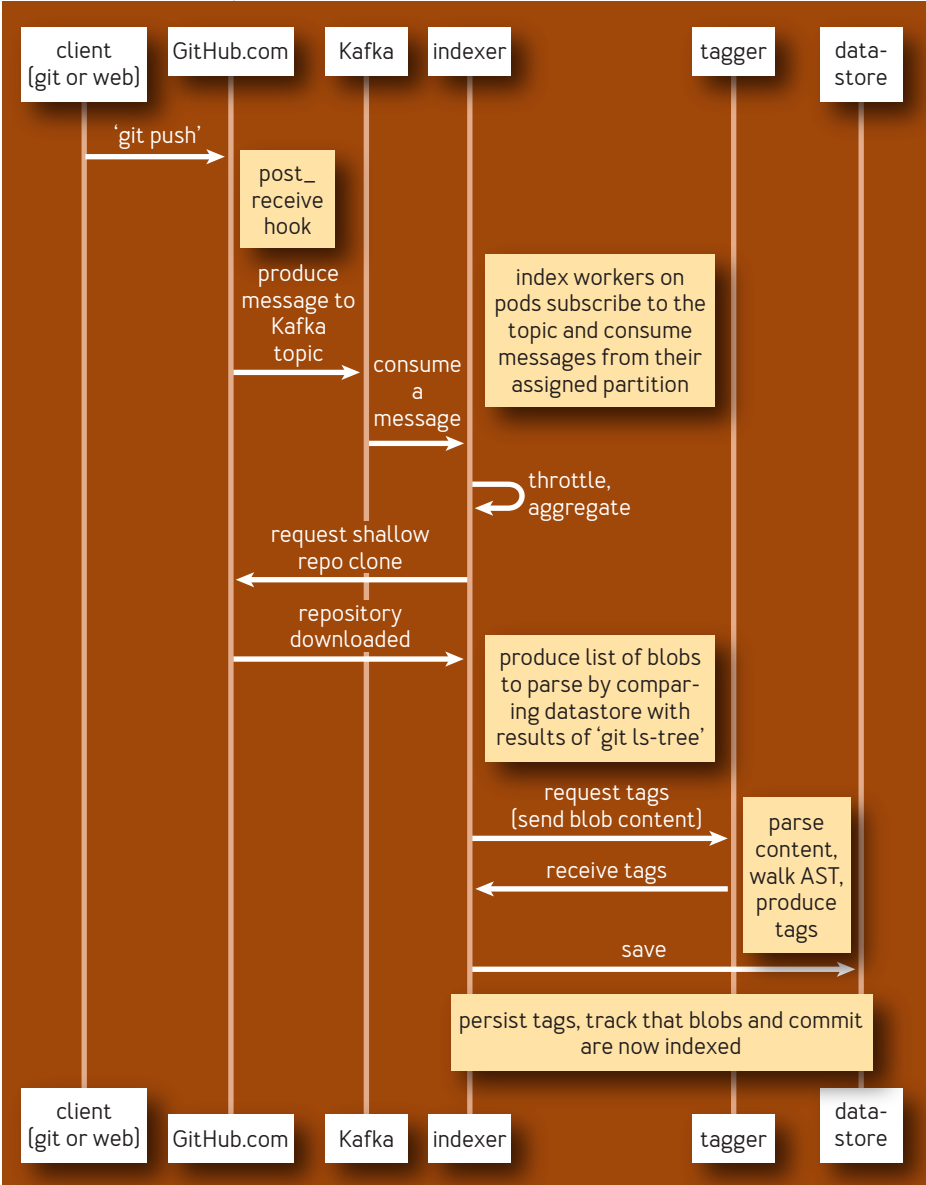 client
(git or web)
GitHub.com
Kafka
indexer
tagger
data-
store
‘git push’
post_
receive
hook
produce
message to
Kafka
topic
index workers on
pods subscribe to the
topic and consume
messages from their
assigned partition
consume
a
message
throttle,
aggregate
request shallow
repo clone
repository
downloaded
produce list of blobs
to parse by compar-
ing datastore with
results of ‘git ls-tree’
request tags
(send blob content)
parse
content,
walk AST,
produce
tags
receive tags
save
persist tags, track that blobs and commit
are now indexed
client
(git or web)
GitHub.com
Kafka
indexer
tagger
data-
store